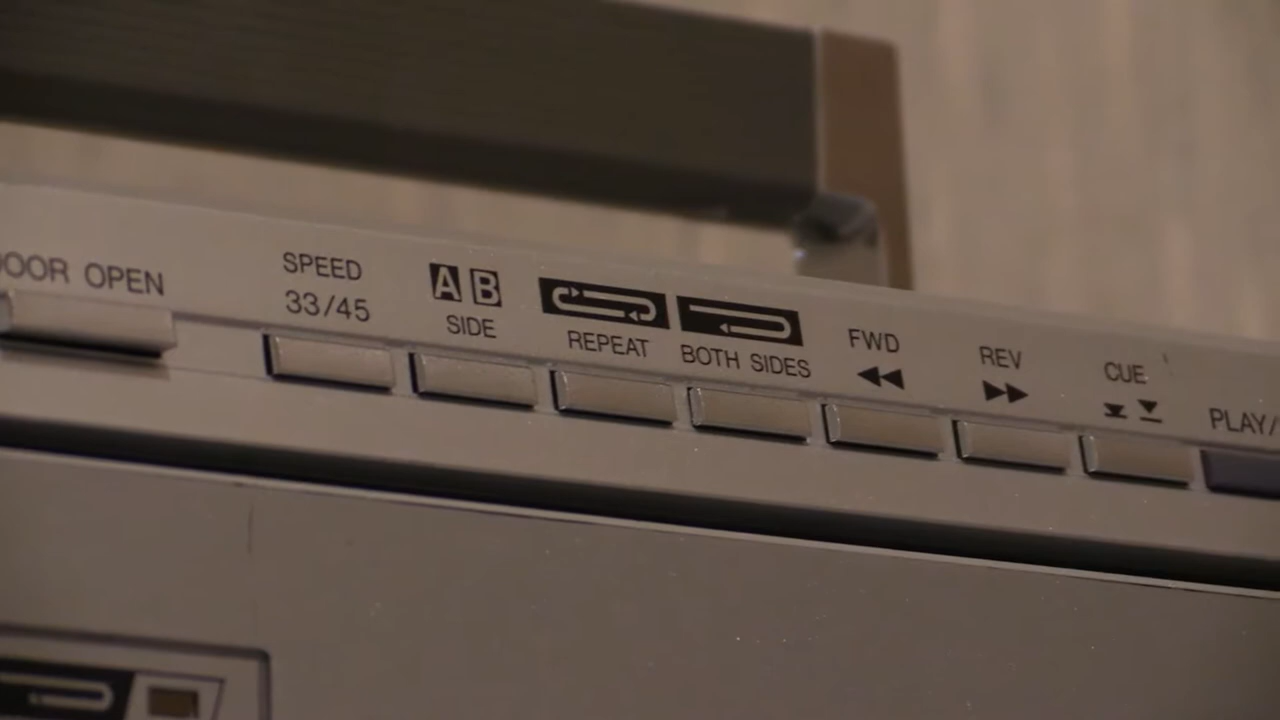 OOR OPEN
SPEED
33/45
A B
SIDE
REPEAT
BOTH SIDES
FWD
REV
CUE
PLAY/